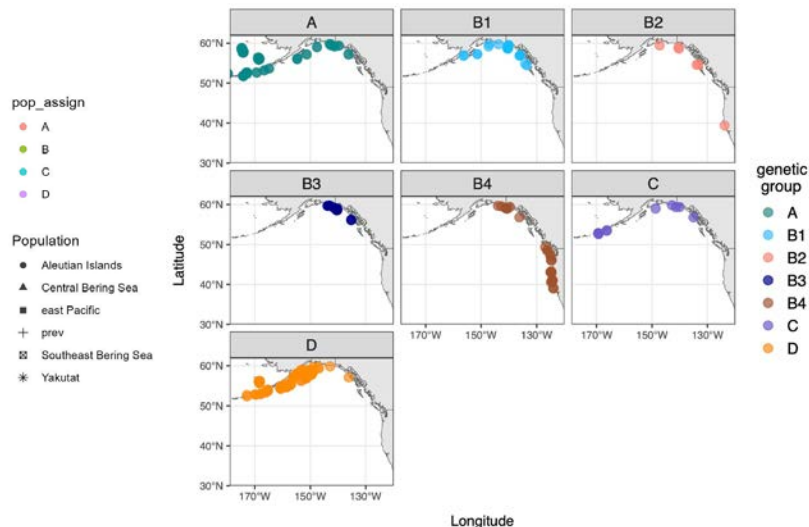 A
B1
B2
60°N
50°N
40°N
30°N
B3
B4
C
60°N
50°N
40°N
30°N
170°W
150°W
130°W
170°W
150°W
130°W
D
60°N
50°N
40°N
30°N
170°W
150°W
130°W
Latitude
Longitude
pop_assign
A
B
C
D
Population
Aleutian Islands
Central Bering Sea
east Pacific
prev
Southeast Bering Sea
Yakutat
genetic
group
A
B1
B2
B3
B4
C
D